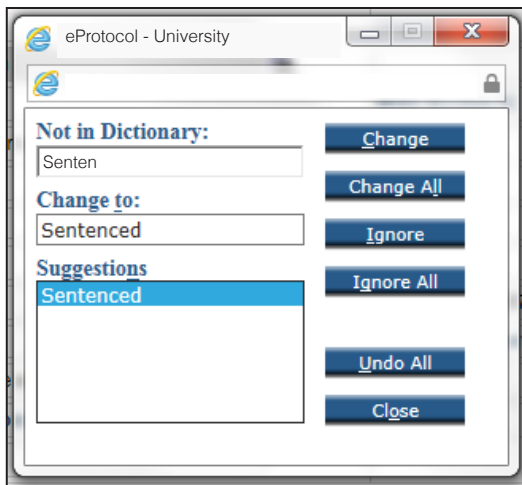 eProtocol - University
Not in Dictionary:
Senten
Change to:
Sentenced
Suggestions
Sentenced
Change
Change All
Ignore
Ignore All
Undo All
Close